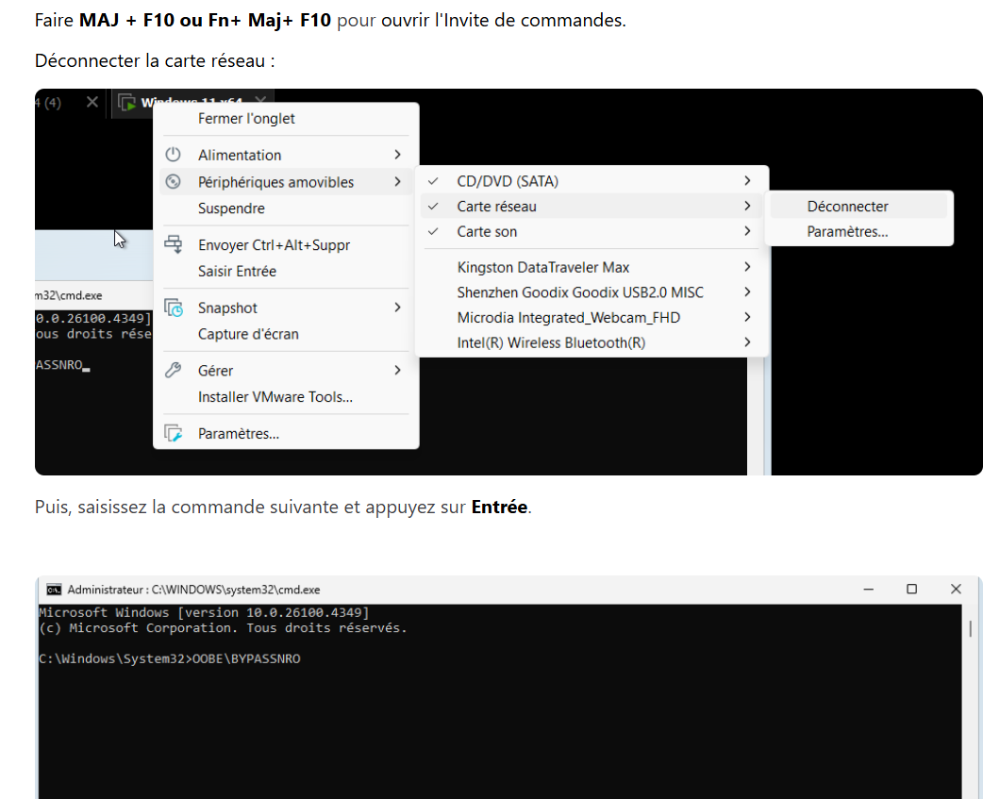 Faire MAJ + F10 ou Fn+ Maj+ F10 pour ouvrir l'Invite de commandes.
Déconnecter la carte réseau :
4 (4)
Windows 11 x64
Fermer l'onglet
Alimentation
Périphériques amovibles
Suspendre
Envoyer Ctrl+Alt+Suppr
Saisir Entrée
Snapshot
Capture d'écran
Gérer
Installer VMware Tools...
Paramètres...
CD/DVD (SATA)
Carte réseau
Carte son
Kingston DataTraveler Max
Shenzhen Goodix Goodix USB2.0 MISC
Microdia Integrated_Webcam_FHD
Intel(R) Wireless Bluetooth(R)
Déconnecter
Paramètres...
m32\cmd.exe
0.0.26100.4349]
ous droits rése
ASSNRO
Puis, saisissez la commande suivante et appuyez sur Entrée.
Administrateur : C:\WINDOWS\system32\cmd.exe
Microsoft Windows [version 10.0.26100.4349]
(c) Microsoft Corporation. Tous droits réservés.
C:\Windows\System32>OOBE\BYPASSNRO